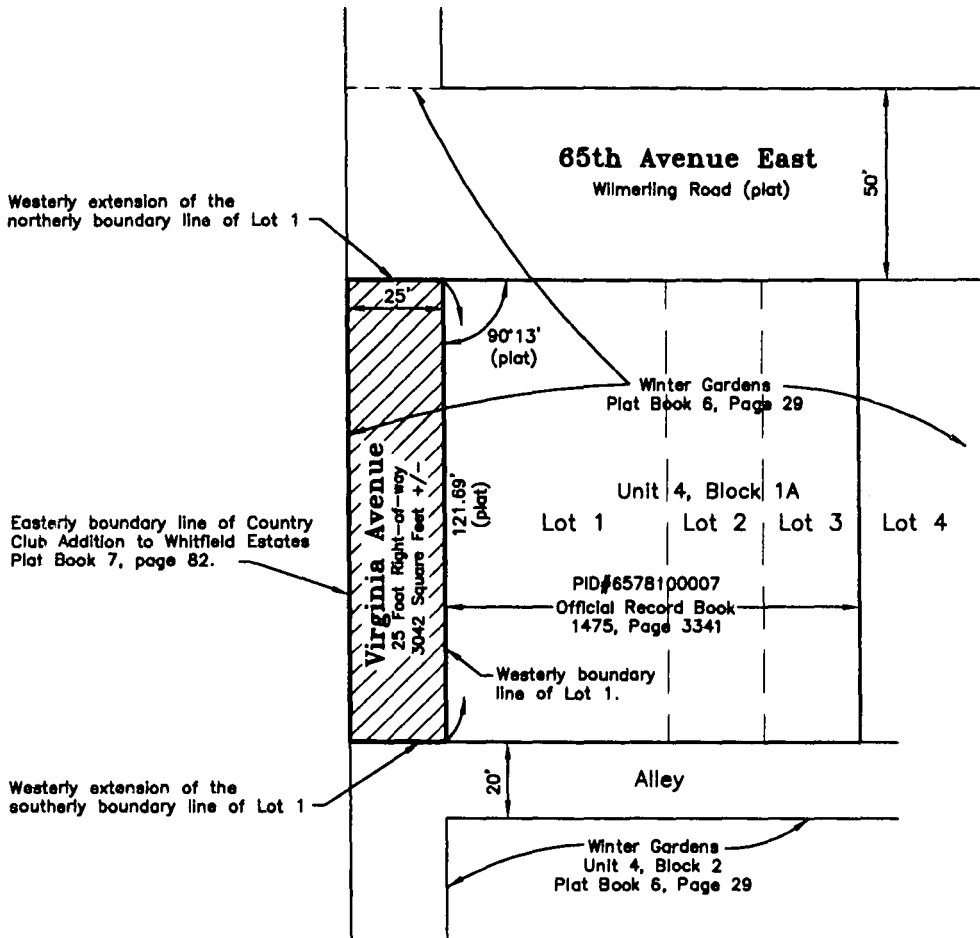 65th Avenue East
Wilmerling Road (plat)
50'
Westerly extension of the
northerly boundary line of Lot 1
25'
90°13'
(plat)
Winter Gardens
Plat Book 6, Page 29
Virginia Avenue
25 Foot Right-of-way
3042 Square Feet +/-
121.69'
(plat)
Unit 4, Block 1A
Lot 1
Lot 2
Lot 3
Lot 4
Easterly boundary line of Country
Club Addition to Whitfield Estates
Plat Book 7, page 82.
PID#6578100007
Official Record Book
1475, Page 3341
Westerly boundary
line of Lot 1.
Westerly extension of the
southerly boundary line of Lot 1
20'
Alley
Winter Gardens
Unit 4, Block 2
Plat Book 6, Page 29